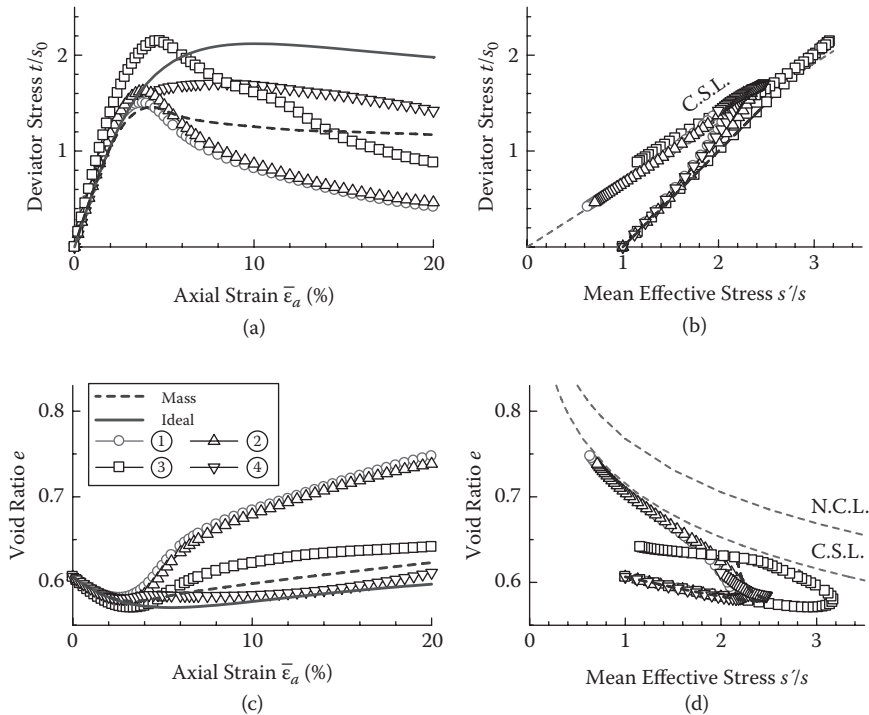 Deviator Stress t/s₀
2
1
0
10
20
Axial Strain ε̅ₐ (%)
(a)
Deviator Stress t/s₀
2
1
C.S.L.
0
1
2
3
Mean Effective Stress s′/s
(b)
Void Ratio e
0.8
0.7
0.6
Mass
Ideal
①
②
③
④
0
10
20
Axial Strain ε̅ₐ (%)
(c)
Void Ratio e
0.8
0.7
0.6
N.C.L.
C.S.L.
0
1
2
3
Mean Effective Stress s′/s
(d)